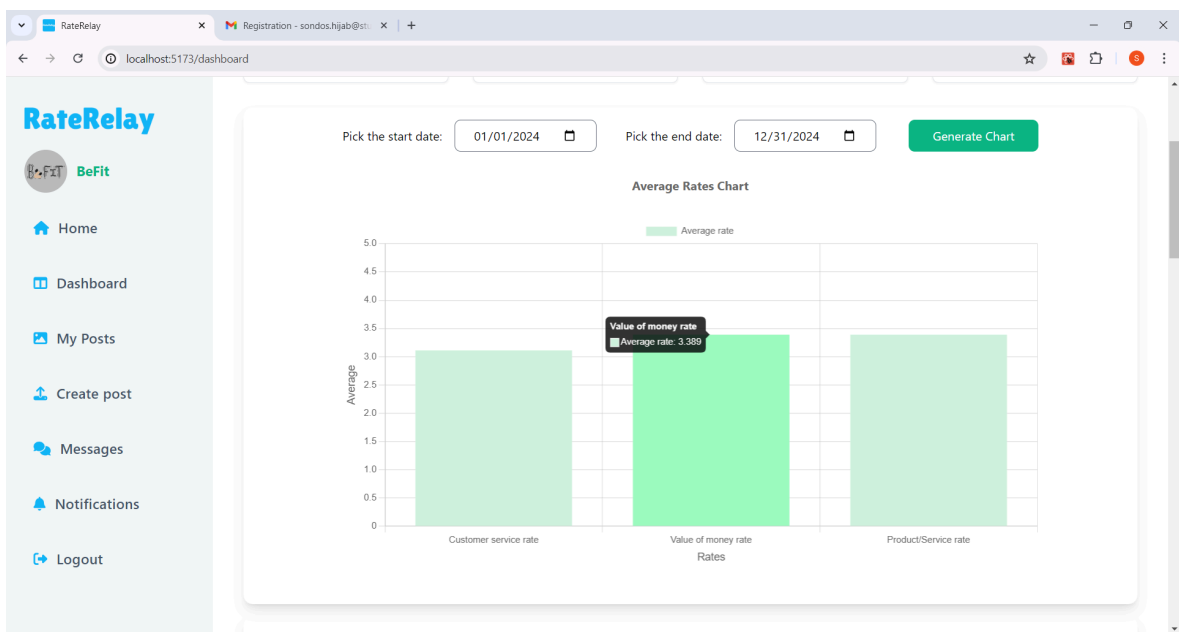 RateRelay
Registration - sondos.hijab@stu
localhost:5173/dashboard
S
RateRelay
BeFiT
BeFit
Home
Dashboard
My Posts
Create post
Messages
Notifications
Logout
Pick the start date: 01/01/2024 Pick the end date: 12/31/2024 Generate Chart
Average Rates Chart
Average rate
5.0
4.5
4.0
3.5
3.0
2.5
2.0
1.5
1.0
0.5
0
Average
Value of money rate
Average rate: 3.389
Customer service rate Value of money rate Product/Service rate
Rates